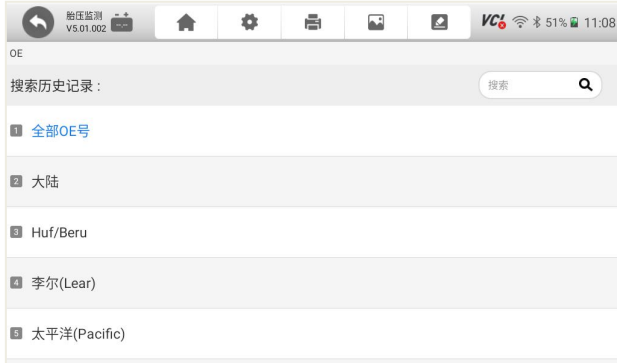 胎压监测
V5.01.002
VCI 51% 11:08
OE
搜索历史记录 :
搜索
1 全部OE号
2 大陆
3 Huf/Beru
4 李尔(Lear)
5 太平洋(Pacific)